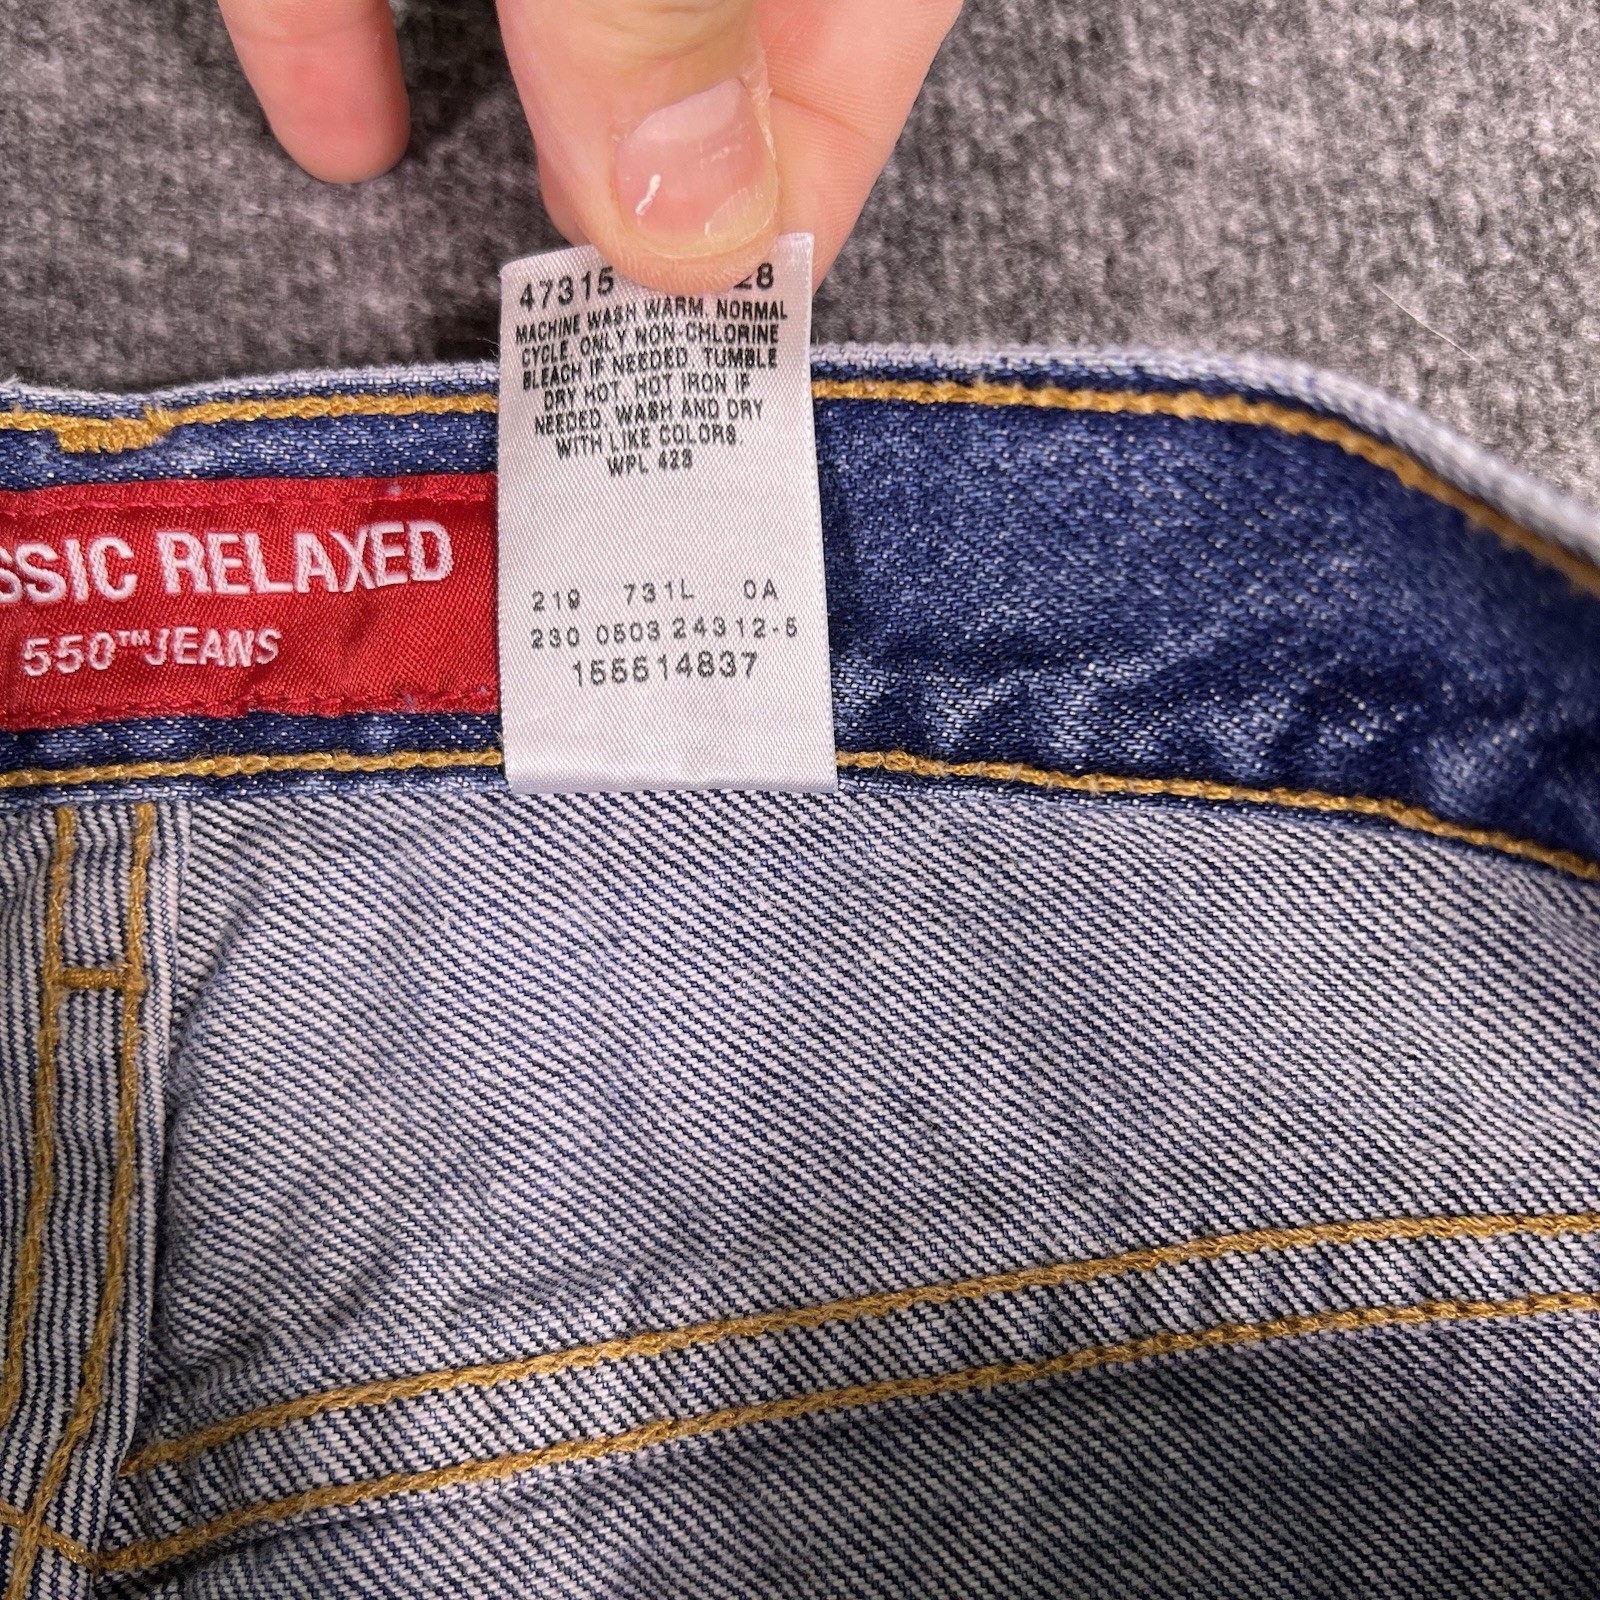 47315 28
MACHINE WASH WARM, NORMAL
CYCLE. ONLY NON-CHLORINE
BLEACH IF NEEDED. TUMBLE
DRY HOT. HOT IRON IF
NEEDED. WASH AND DRY
WITH LIKE COLORS.
WPL 423
219 731L 0A
230 0503 24312-5
155514837
SSIC RELAXED
550™JEANS